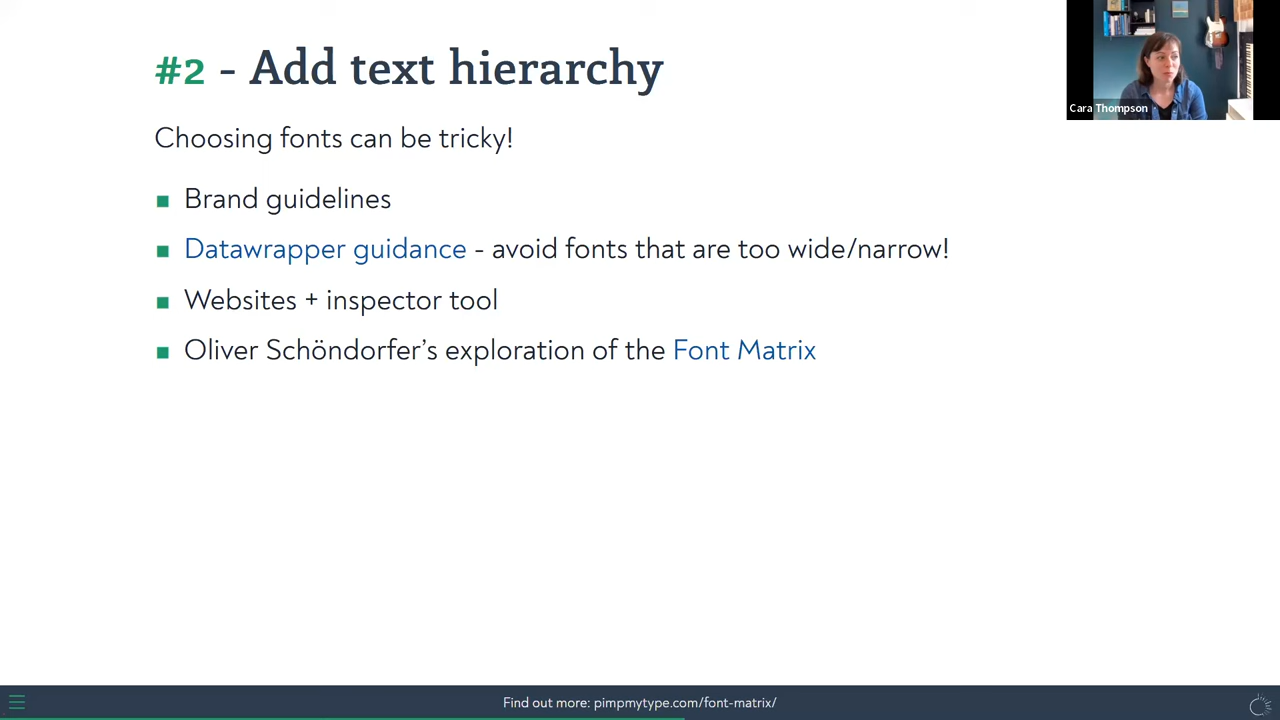 #2 - Add text hierarchy
Cara Thompson
Choosing fonts can be tricky!
Brand guidelines
Datawrapper guidance - avoid fonts that are too wide/narrow!
Websites + inspector tool
Oliver Schöndorfer’s exploration of the Font Matrix
Find out more: pimpmytype.com/font-matrix/